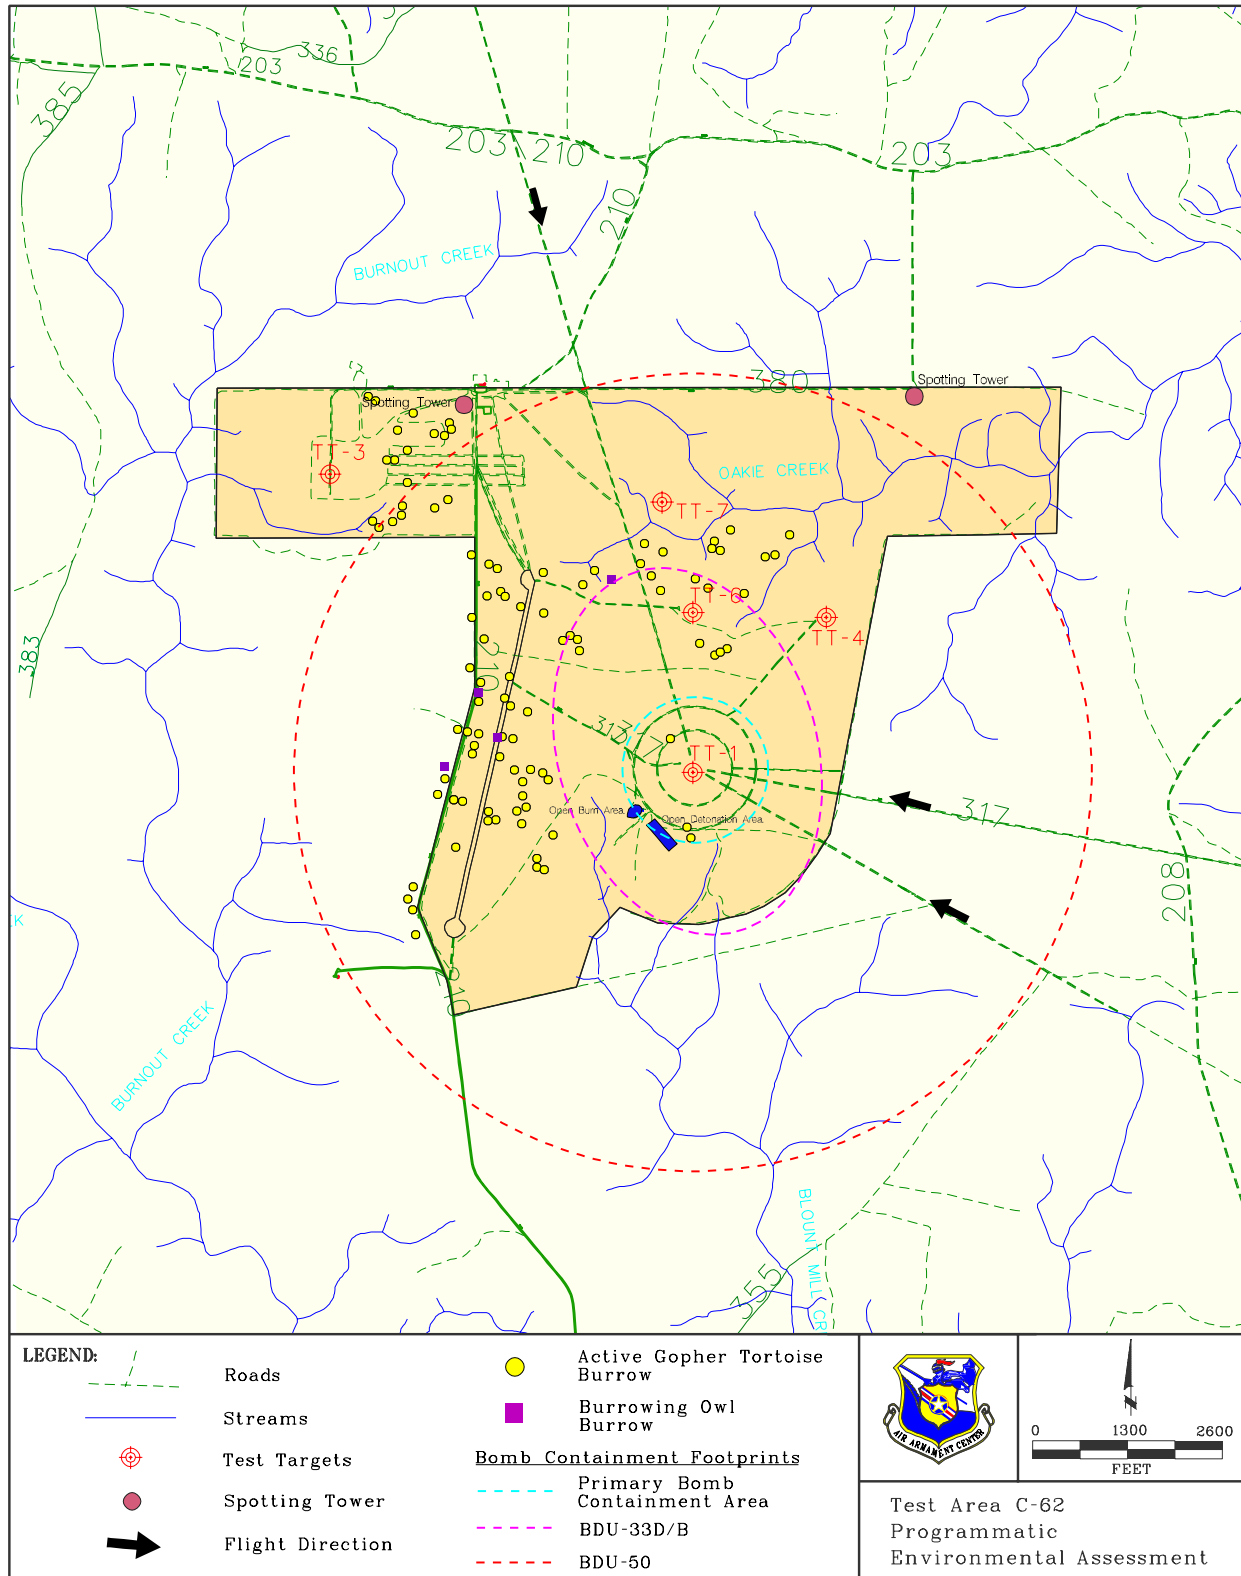 336
203
385
203 210
203
210
BURNOUT CREEK
380
Spotting Tower
Spotting Tower
TT-3
OAKIE CREEK
TT-7
TT-6
TT-4
383
210
313
317
TT-1
Open Burn Area
Open Detonation Area
317
208
210
BURNOUT CREEK
355
BLOUNT MILL CR
LEGEND:
Roads
Streams
Test Targets
Spotting Tower
Flight Direction
Active Gopher Tortoise
Burrow
Burrowing Owl
Burrow
Bomb Containment Footprints
Primary Bomb
Containment Area
BDU-33D/B
BDU-50
AIR ARMAMENT CENTER
N
0 1300 2600
FEET
Test Area C-62
Programmatic
Environmental Assessment